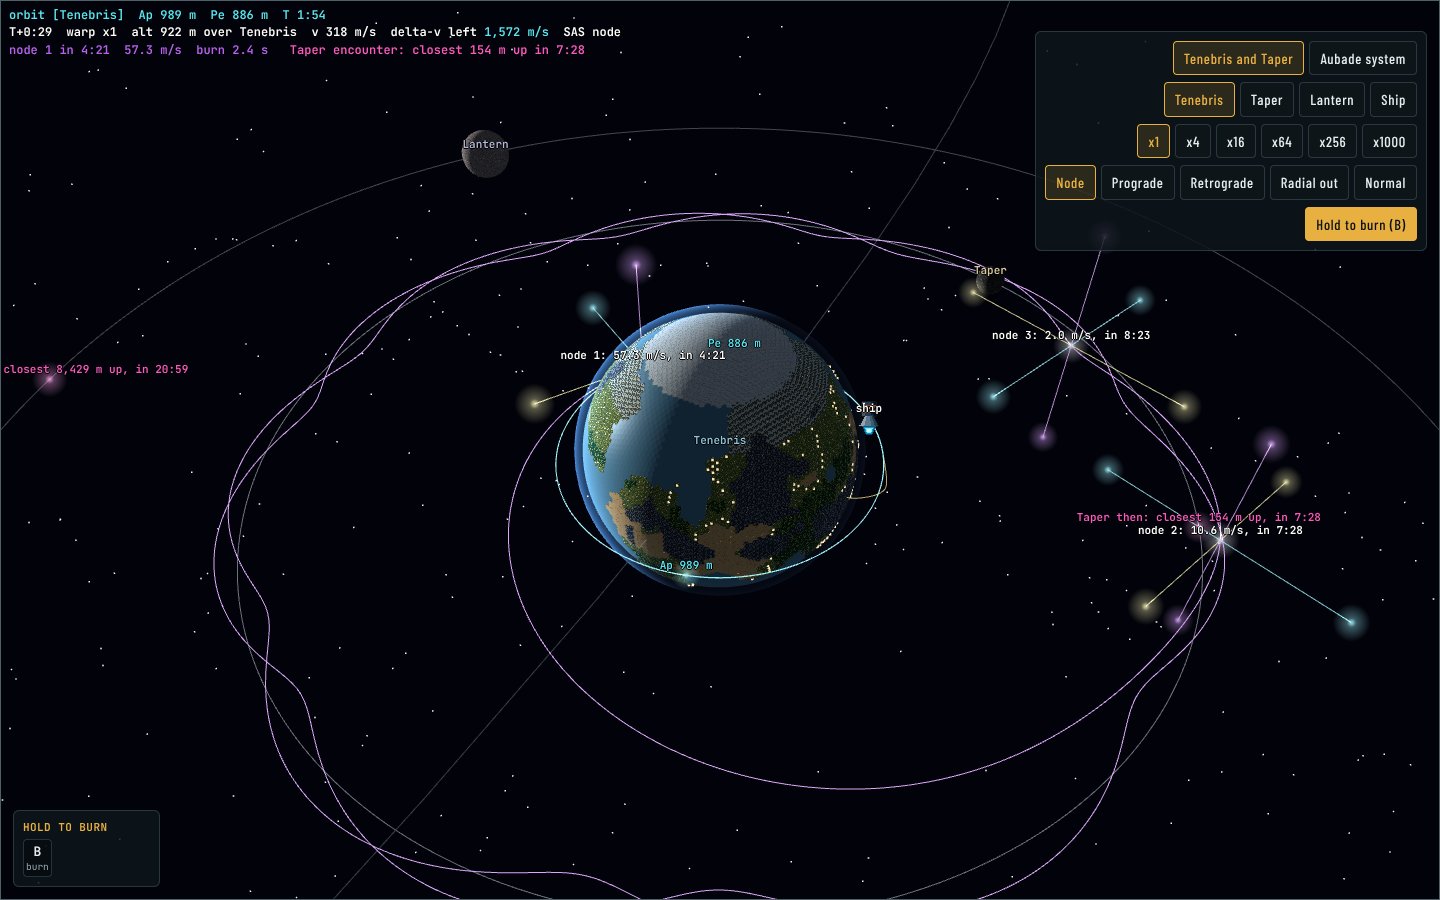 orbit [Tenebris]  Ap 989 m  Pe 886 m  T 1:54
T+0:29  warp x1  alt 922 m over Tenebris  v 318 m/s  delta-v left 1,572 m/s  SAS node
node 1 in 4:21  57.3 m/s  burn 2.4 s  Taper encounter: closest 154 m up in 7:28
Tenebris and Taper
Aubade system
Tenebris
Taper
Lantern
Ship
x1
x4
x16
x64
x256
x1000
Node
Prograde
Retrograde
Radial out
Normal
Hold to burn (B)
Lantern
Taper
node 3: 2.0 m/s, in 8:23
Pe 886 m
node 1: 57.3 m/s, in 4:21
closest 8,429 m up, in 20:59
ship
Tenebris
Taper then: closest 154 m up, in 7:28
node 2: 10.6 m/s, in 7:28
Ap 989 m
HOLD TO BURN
B
burn